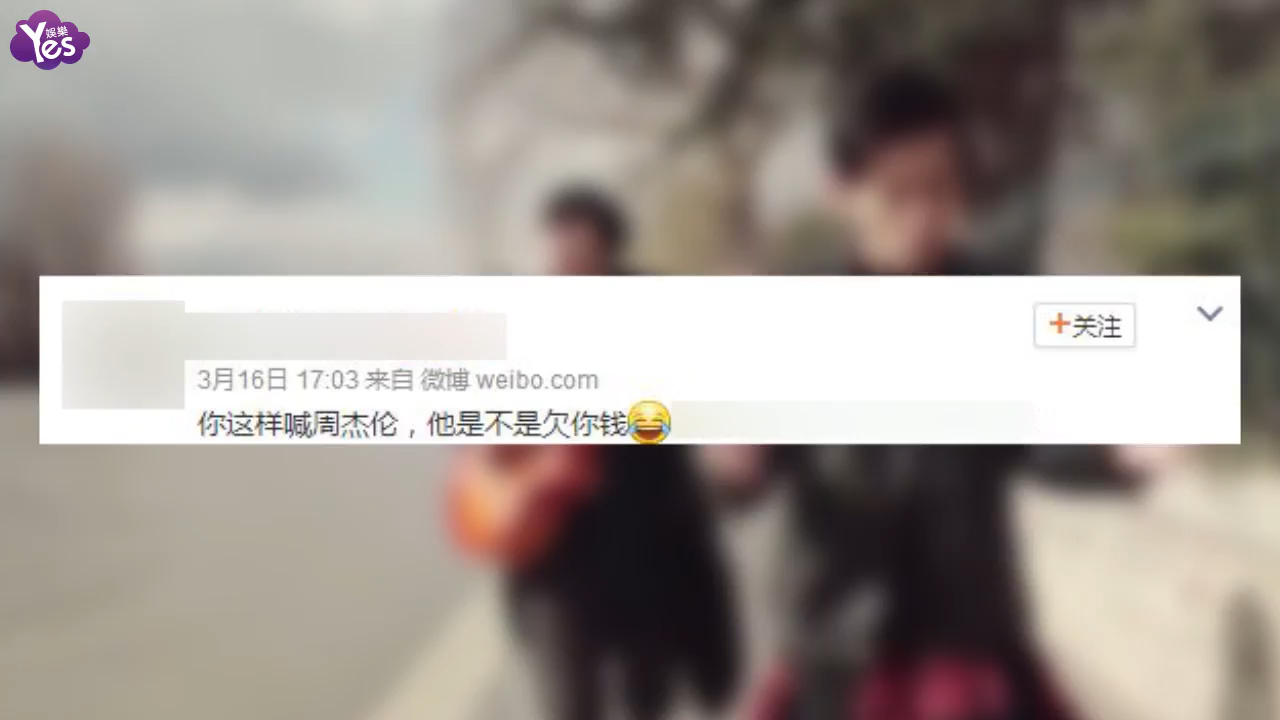 Yes 娛樂
+关注
3月16日 17:03 来自 微博 weibo.com
你这样喊周杰伦，他是不是欠你钱😂